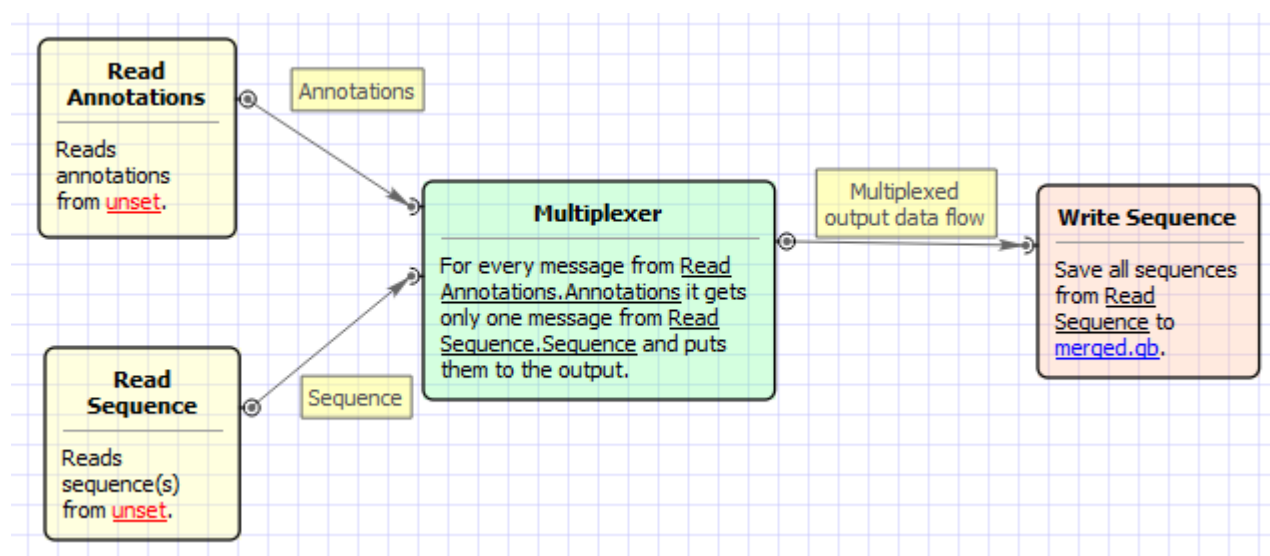 Read
Annotations
Reads
annotations
from unset.
Annotations
Read
Sequence
Reads
sequence(s)
from unset.
Sequence
Multiplexer
For every message from Read
Annotations.Annotations it gets
only one message from Read
Sequence.Sequence and puts
them to the output.
Multiplexed
output data flow
Write Sequence
Save all sequences
from Read
Sequence to
merged.gb.